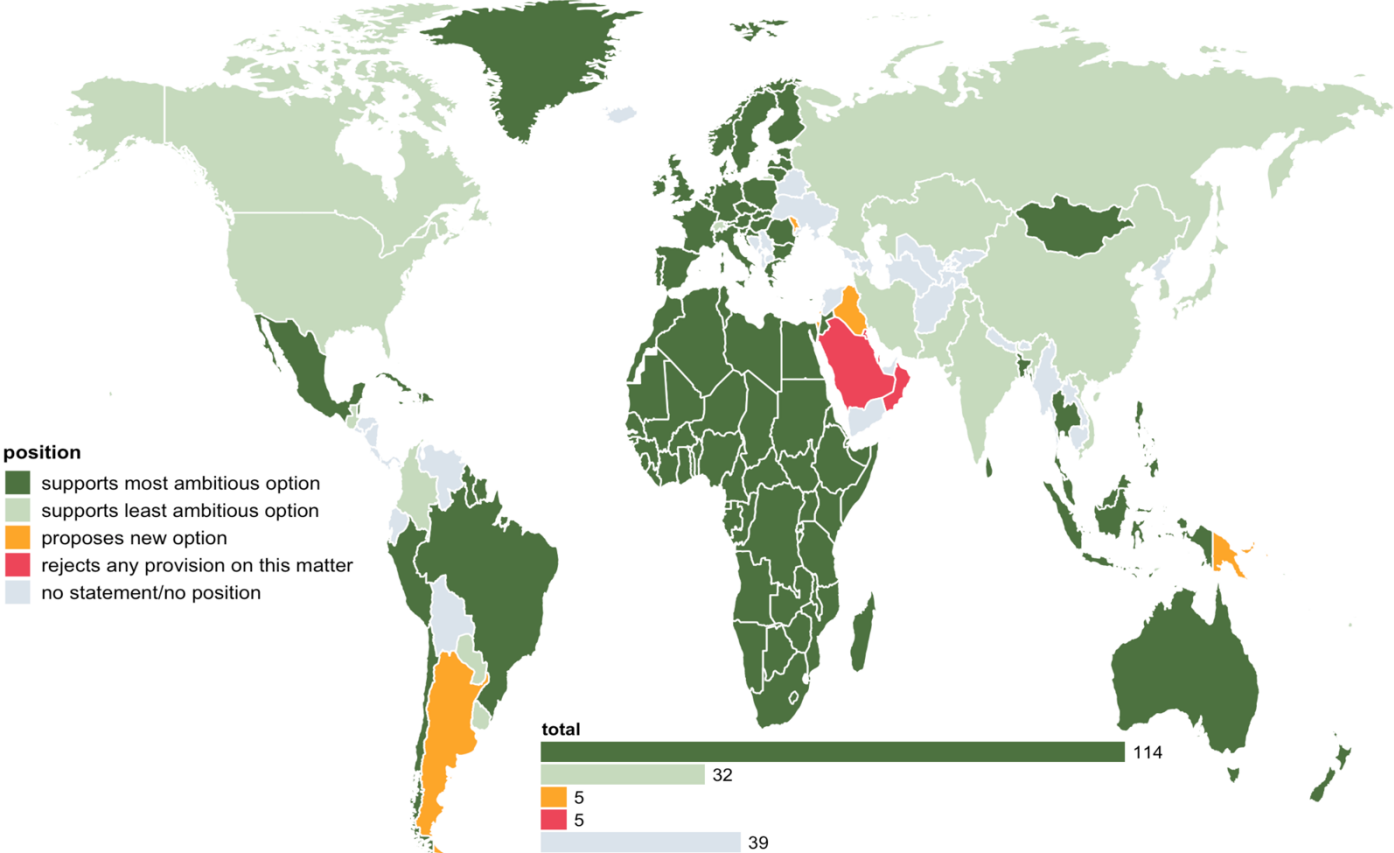 position
supports most ambitious option
supports least ambitious option
proposes new option
rejects any provision on this matter
no statement/no position
total
114
32
5
5
39